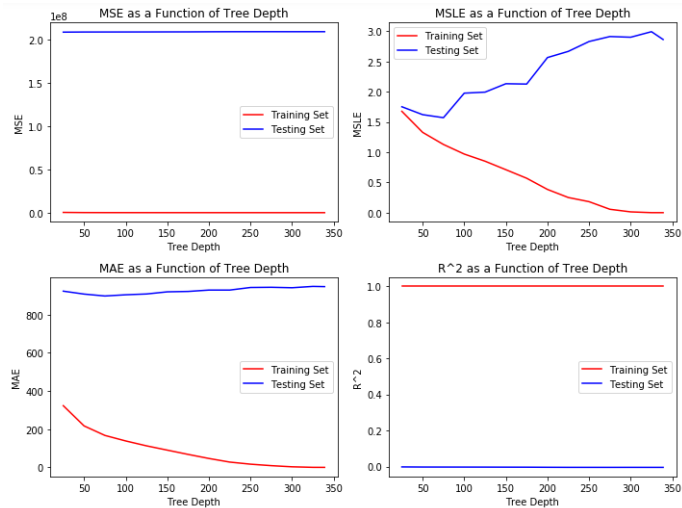 MSE as a Function of Tree Depth
1e8
2.0
1.5
1.0
0.5
0.0
MSE
Training Set
Testing Set
50 100 150 200 250 300 350
Tree Depth
MSLE as a Function of Tree Depth
3.0
2.5
2.0
1.5
1.0
0.5
0.0
MSLE
Training Set
Testing Set
50 100 150 200 250 300 350
Tree Depth
MAE as a Function of Tree Depth
800
600
400
200
0
MAE
Training Set
Testing Set
50 100 150 200 250 300 350
Tree Depth
R^2 as a Function of Tree Depth
1.0
0.8
0.6
0.4
0.2
0.0
R^2
Training Set
Testing Set
50 100 150 200 250 300 350
Tree Depth